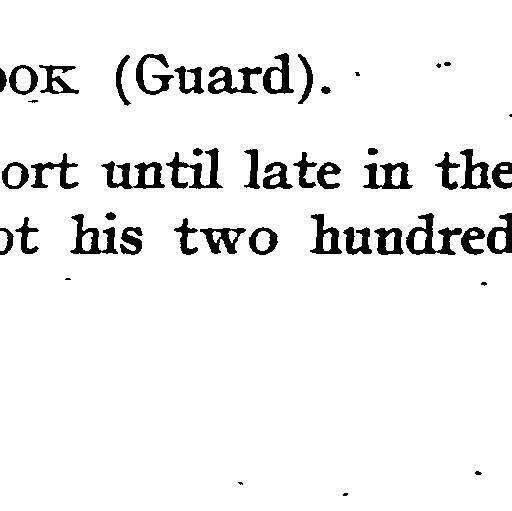 OOK (Guard).
ort until late in the
ot his two hundred